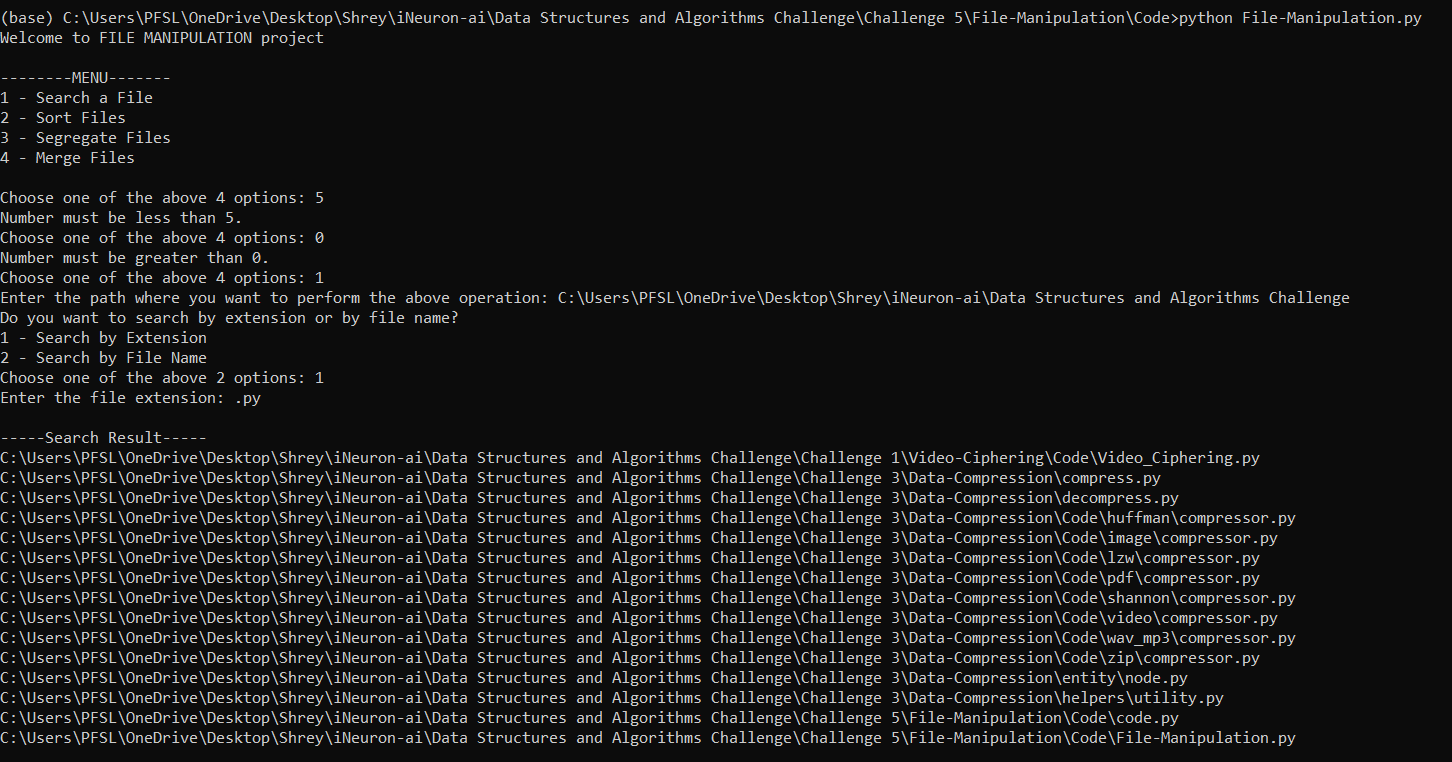 (base) C:\Users\PFSL\OneDrive\Desktop\Shrey\iNeuron-ai\Data Structures and Algorithms Challenge\Challenge 5\File-Manipulation\Code>python File-Manipulation.py
Welcome to FILE MANIPULATION project
--------MENU-------
1 - Search a File
2 - Sort Files
3 - Segregate Files
4 - Merge Files
Choose one of the above 4 options: 5
Number must be less than 5.
Choose one of the above 4 options: 0
Number must be greater than 0.
Choose one of the above 4 options: 1
Enter the path where you want to perform the above operation: C:\Users\PFSL\OneDrive\Desktop\Shrey\iNeuron-ai\Data Structures and Algorithms Challenge
Do you want to search by extension or by file name?
1 - Search by Extension
2 - Search by File Name
Choose one of the above 2 options: 1
Enter the file extension: .py
-----Search Result-----
C:\Users\PFSL\OneDrive\Desktop\Shrey\iNeuron-ai\Data Structures and Algorithms Challenge\Challenge 1\Video-Ciphering\Code\Video_Ciphering.py
C:\Users\PFSL\OneDrive\Desktop\Shrey\iNeuron-ai\Data Structures and Algorithms Challenge\Challenge 3\Data-Compression\compress.py
C:\Users\PFSL\OneDrive\Desktop\Shrey\iNeuron-ai\Data Structures and Algorithms Challenge\Challenge 3\Data-Compression\decompress.py
C:\Users\PFSL\OneDrive\Desktop\Shrey\iNeuron-ai\Data Structures and Algorithms Challenge\Challenge 3\Data-Compression\Code\huffman\compressor.py
C:\Users\PFSL\OneDrive\Desktop\Shrey\iNeuron-ai\Data Structures and Algorithms Challenge\Challenge 3\Data-Compression\Code\image\compressor.py
C:\Users\PFSL\OneDrive\Desktop\Shrey\iNeuron-ai\Data Structures and Algorithms Challenge\Challenge 3\Data-Compression\Code\lzw\compressor.py
C:\Users\PFSL\OneDrive\Desktop\Shrey\iNeuron-ai\Data Structures and Algorithms Challenge\Challenge 3\Data-Compression\Code\pdf\compressor.py
C:\Users\PFSL\OneDrive\Desktop\Shrey\iNeuron-ai\Data Structures and Algorithms Challenge\Challenge 3\Data-Compression\Code\shannon\compressor.py
C:\Users\PFSL\OneDrive\Desktop\Shrey\iNeuron-ai\Data Structures and Algorithms Challenge\Challenge 3\Data-Compression\Code\video\compressor.py
C:\Users\PFSL\OneDrive\Desktop\Shrey\iNeuron-ai\Data Structures and Algorithms Challenge\Challenge 3\Data-Compression\Code\wav_mp3\compressor.py
C:\Users\PFSL\OneDrive\Desktop\Shrey\iNeuron-ai\Data Structures and Algorithms Challenge\Challenge 3\Data-Compression\Code\zip\compressor.py
C:\Users\PFSL\OneDrive\Desktop\Shrey\iNeuron-ai\Data Structures and Algorithms Challenge\Challenge 3\Data-Compression\entity\node.py
C:\Users\PFSL\OneDrive\Desktop\Shrey\iNeuron-ai\Data Structures and Algorithms Challenge\Challenge 3\Data-Compression\helpers\utility.py
C:\Users\PFSL\OneDrive\Desktop\Shrey\iNeuron-ai\Data Structures and Algorithms Challenge\Challenge 5\File-Manipulation\Code\code.py
C:\Users\PFSL\OneDrive\Desktop\Shrey\iNeuron-ai\Data Structures and Algorithms Challenge\Challenge 5\File-Manipulation\Code\File-Manipulation.py